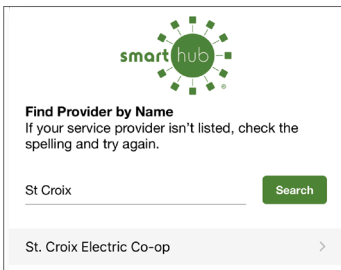 smart hub
Find Provider by Name
If your service provider isn't listed, check the
spelling and try again.
St Croix
Search
St. Croix Electric Co-op